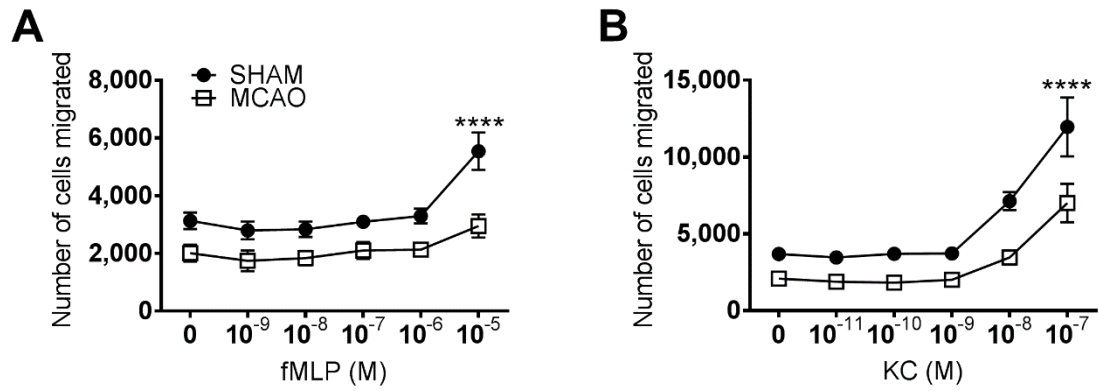 A
Number of cells migrated
8,000
6,000
4,000
2,000
0
SHAM
MCAO
****
0 10⁻⁹ 10⁻⁸ 10⁻⁷ 10⁻⁶ 10⁻⁵
fMLP (M)
B
Number of cells migrated
15,000
10,000
5,000
0
****
0 10⁻¹¹ 10⁻¹⁰ 10⁻⁹ 10⁻⁸ 10⁻⁷
KC (M)